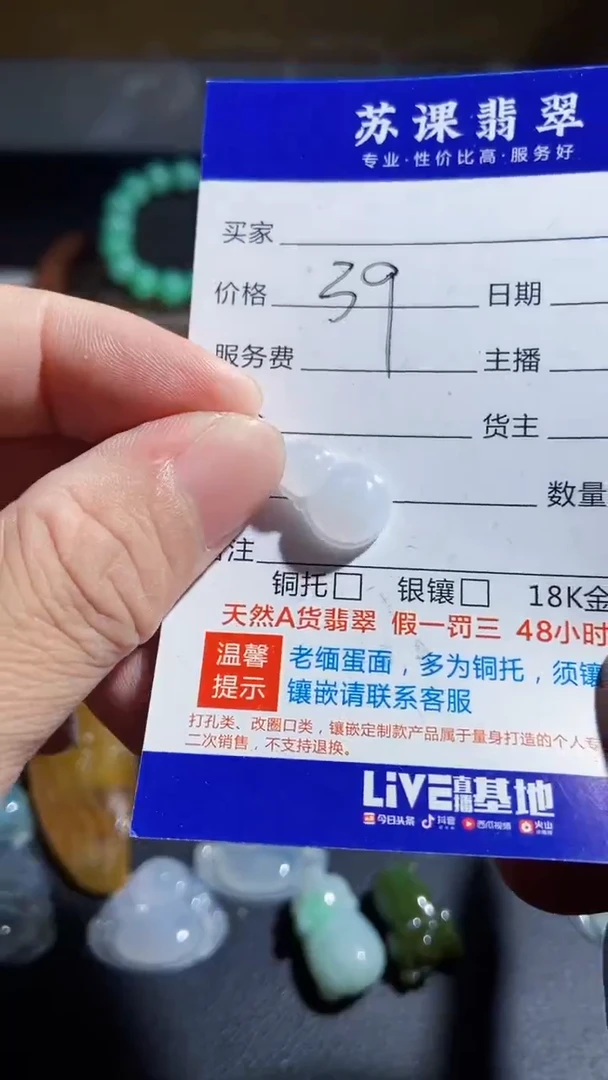 苏课翡翠
专业·性价比高·服务好
买家
价格 39 日期
服务费 主播
货主
数量
注
铜托□ 银镶□ 18K金
天然A货翡翠 假一罚三 48小时
温馨提示
老缅蛋面，多为铜托，须镶
镶嵌请联系客服
打孔类、改圈口类，镶嵌定制款产品属于量身打造的个人专
二次销售，不支持退换。
LiVE直播基地
今日头条 抖音 西瓜视频 火山